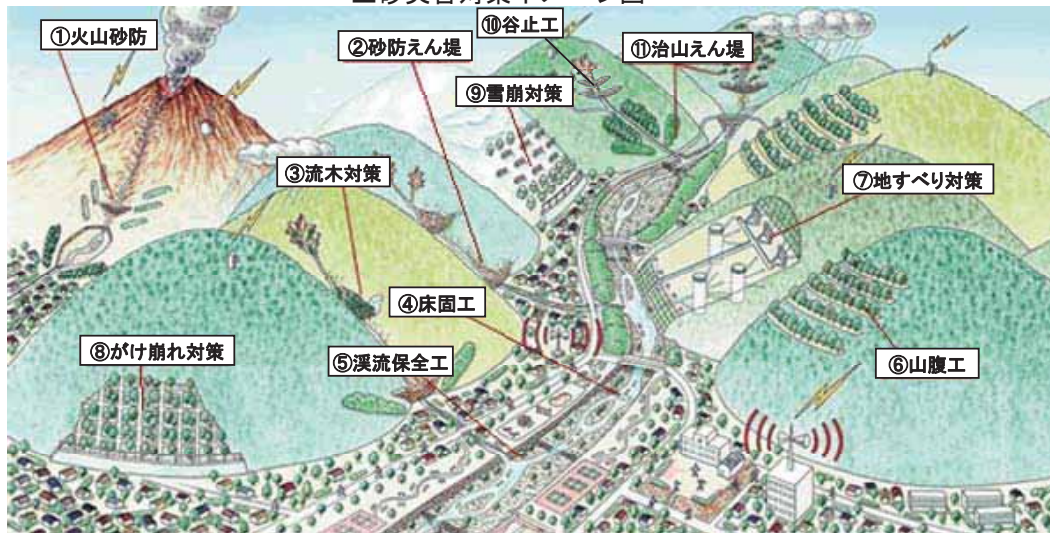 ①火山砂防
②砂防えん堤
⑩谷止工
⑪治山えん堤
⑨雪崩対策
③流木対策
⑦地すべり対策
④床固工
⑧がけ崩れ対策
⑤渓流保全工
⑥山腹工